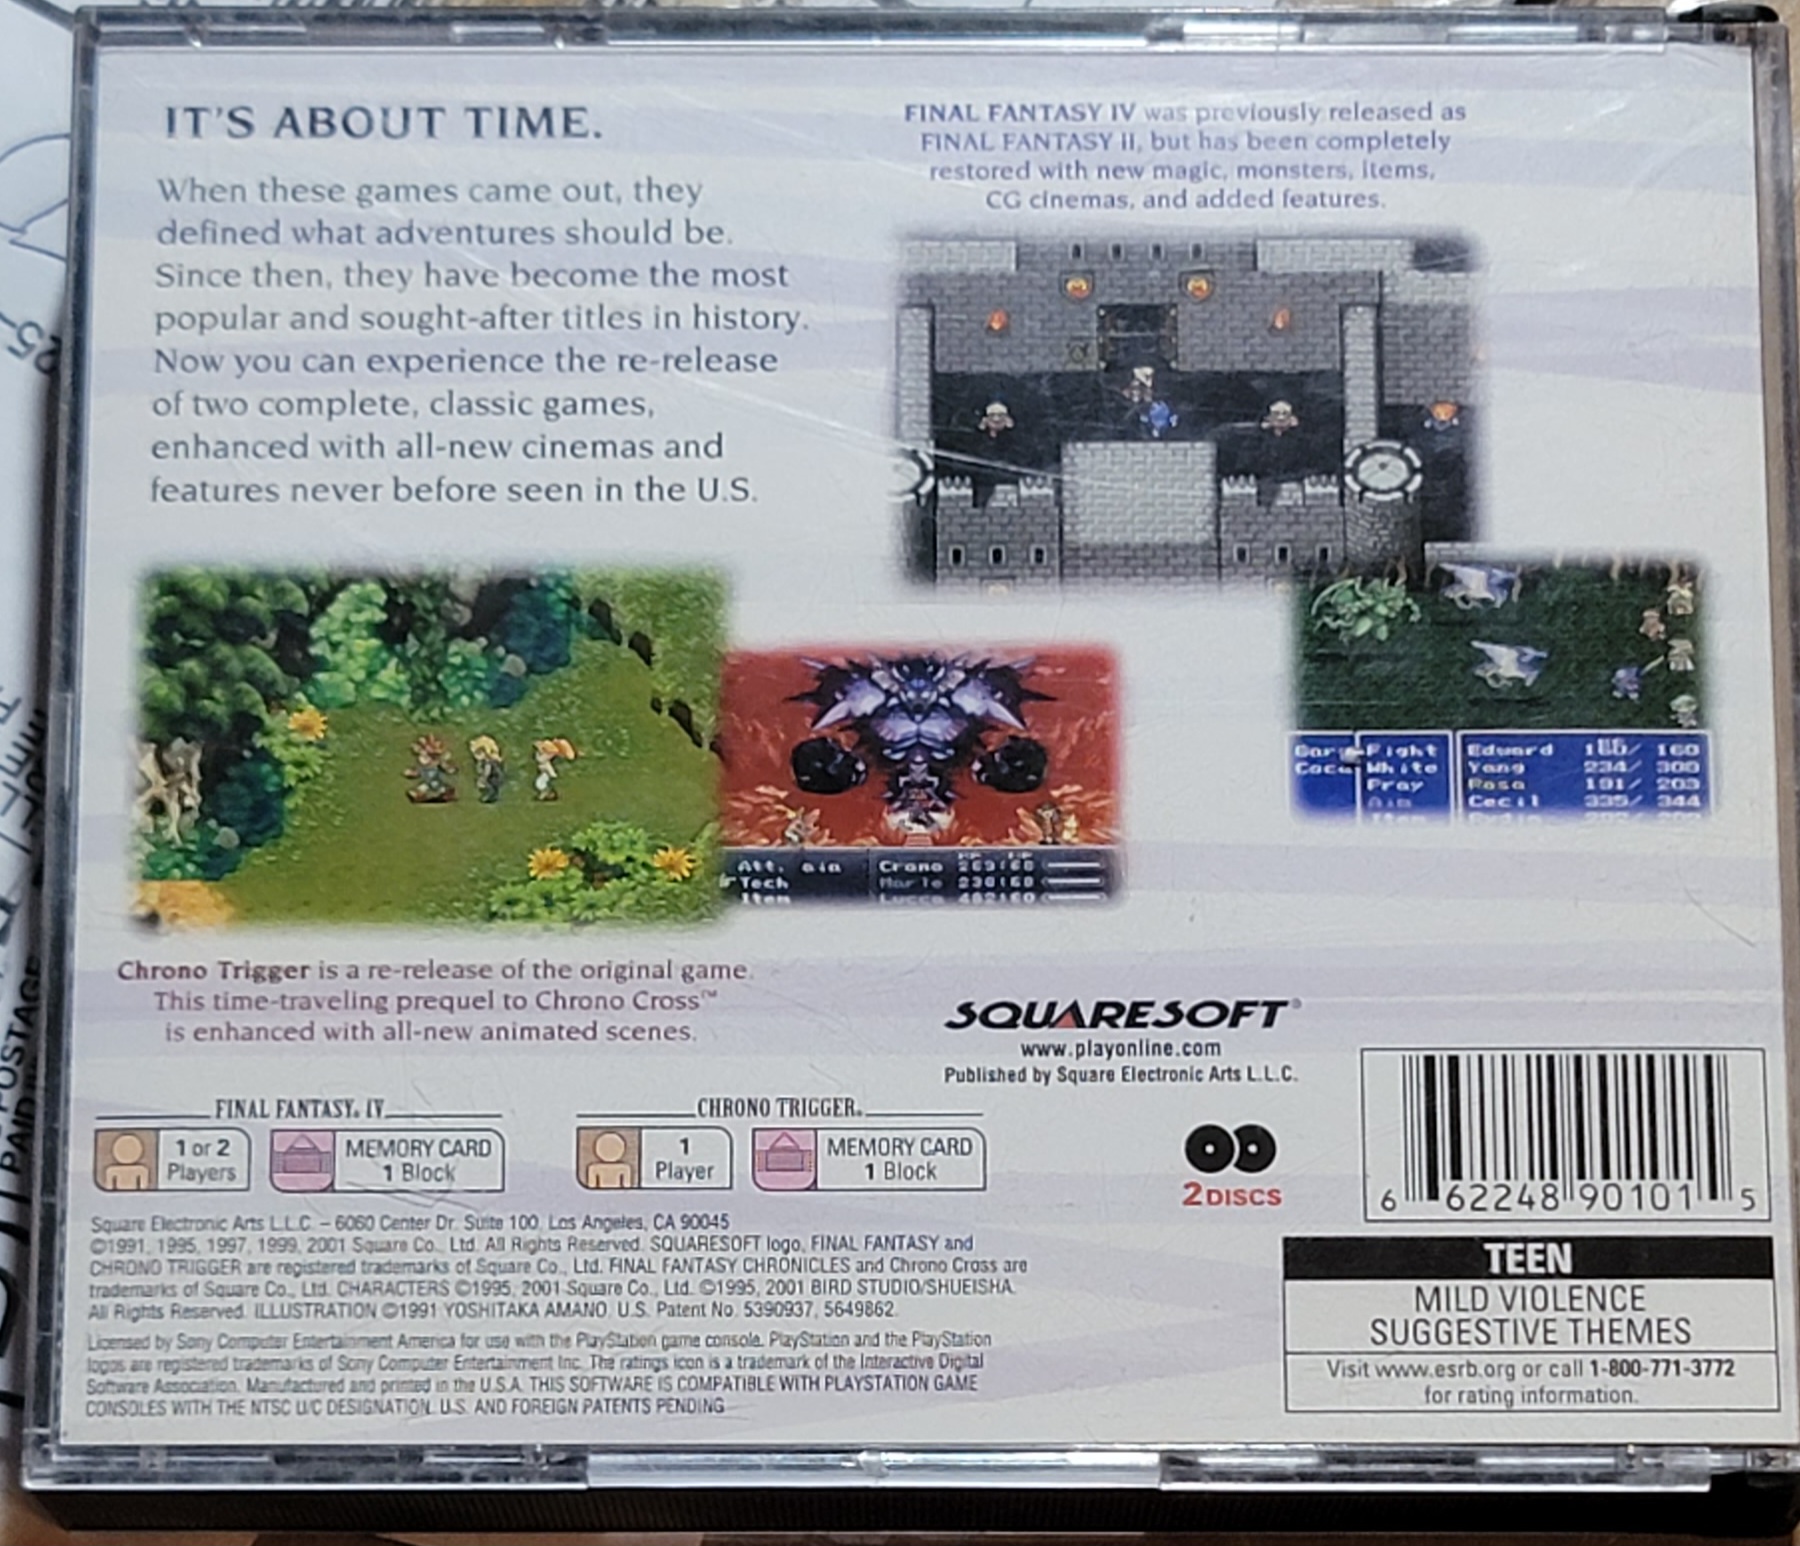 IT'S ABOUT TIME.
When these games came out, they
defined what adventures should be.
Since then, they have become the most
popular and sought-after titles in history.
Now you can experience the re-release
of two complete, classic games,
enhanced with all-new cinemas and
features never before seen in the U.S.
FINAL FANTASY IV was previously released as
FINAL FANTASY II, but has been completely
restored with new magic, monsters, items,
CG cinemas, and added features.
Fight
White
Pray
Aim
Item
Edward 160
Yang 234/ 300
Rosa 191/ 203
Cecil 335/ 344
Att.
Tech
Item
Crono
Marle
Lucca
Chrono Trigger is a re-release of the original game.
This time-traveling prequel to Chrono Cross™
is enhanced with all-new animated scenes.
SQUARESOFT®
www.playonline.com
Published by Square Electronic Arts L.L.C.
FINAL FANTASY® IV
1 or 2
Players
MEMORY CARD
1 Block
CHRONO TRIGGER®
1
Player
MEMORY CARD
1 Block
2 DISCS
6 62248 90101 5
Square Electronic Arts L.L.C. – 6060 Center Dr. Suite 100, Los Angeles, CA 90045
©1991, 1995, 1997, 1999, 2001 Square Co., Ltd. All Rights Reserved. SQUARESOFT logo, FINAL FANTASY and
CHRONO TRIGGER are registered trademarks of Square Co., Ltd. FINAL FANTASY CHRONICLES and Chrono Cross are
trademarks of Square Co., Ltd. CHARACTERS ©1995, 2001 Square Co., Ltd. ©1995, 2001 BIRD STUDIO/SHUEISHA.
All Rights Reserved. ILLUSTRATION ©1991 YOSHITAKA AMANO. U.S. Patent No. 5390937, 5649862.
Licensed by Sony Computer Entertainment America for use with the PlayStation game console. PlayStation and the PlayStation
logos are registered trademarks of Sony Computer Entertainment Inc. The ratings icon is a trademark of the Interactive Digital
Software Association. Manufactured and printed in the U.S.A. THIS SOFTWARE IS COMPATIBLE WITH PLAYSTATION GAME
CONSOLES WITH THE NTSC U/C DESIGNATION. U.S. AND FOREIGN PATENTS PENDING
TEEN
MILD VIOLENCE
SUGGESTIVE THEMES
Visit www.esrb.org or call 1-800-771-3772
for rating information.